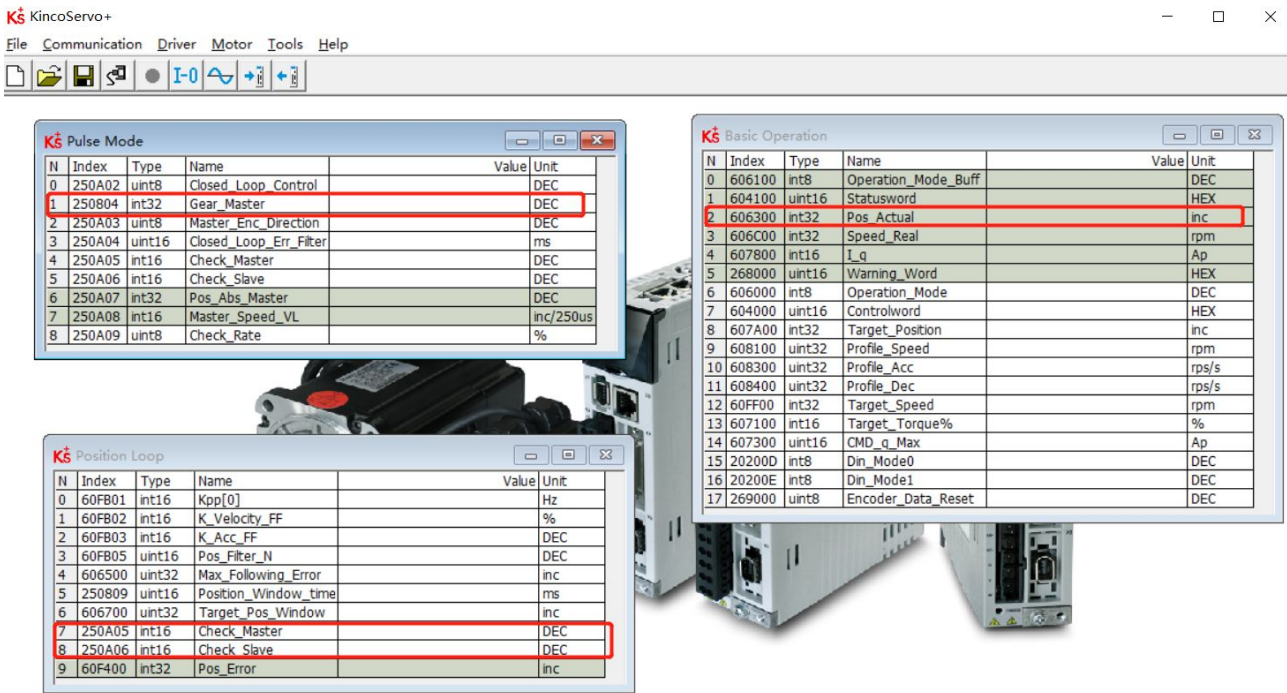 KS KincoServo+
File Communication Driver Motor Tools Help
I-0
KS Pulse Mode
N Index Type Name Value Unit
0 250A02 uint8 Closed_Loop_Control DEC
1 250804 int32 Gear_Master DEC
2 250A03 uint8 Master_Enc_Direction DEC
3 250A04 uint16 Closed_Loop_Err_Filter ms
4 250A05 int16 Check_Master DEC
5 250A06 int16 Check_Slave DEC
6 250A07 int32 Pos_Abs_Master DEC
7 250A08 int16 Master_Speed_VL inc/250us
8 250A09 uint8 Check_Rate %
KS Basic Operation
N Index Type Name Value Unit
0 606100 int8 Operation_Mode_Buff DEC
1 604100 uint16 Statusword HEX
2 606300 int32 Pos_Actual inc
3 606C00 int32 Speed_Real rpm
4 607800 int16 I_q Ap
5 268000 uint16 Warning_Word HEX
6 606000 int8 Operation_Mode DEC
7 604000 uint16 Controlword HEX
8 607A00 int32 Target_Position inc
9 608100 uint32 Profile_Speed rpm
10 608300 uint32 Profile_Acc rps/s
11 608400 uint32 Profile_Dec rps/s
12 60FF00 int32 Target_Speed rpm
13 607100 int16 Target_Torque% %
14 607300 uint16 CMD_q_Max Ap
15 20200D int8 Din_Mode0 DEC
16 20200E int8 Din_Mode1 DEC
17 269000 uint8 Encoder_Data_Reset DEC
KS Position Loop
N Index Type Name Value Unit
0 60FB01 int16 Kpp[0] Hz
1 60FB02 int16 K_Velocity_FF %
2 60FB03 int16 K_Acc_FF DEC
3 60FB05 uint16 Pos_Filter_N DEC
4 606500 uint32 Max_Following_Error inc
5 250809 uint16 Position_Window_time ms
6 606700 uint32 Target_Pos_Window inc
7 250A05 int16 Check_Master DEC
8 250A06 int16 Check_Slave DEC
9 60F400 int32 Pos_Error inc